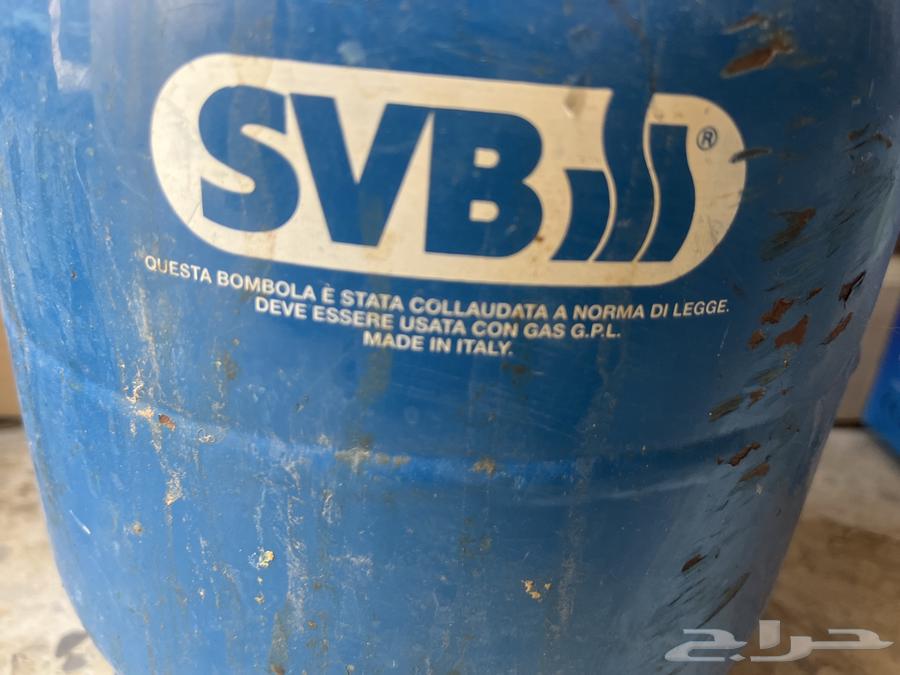 SVB ®
QUESTA BOMBOLA È STATA COLLAUDATA A NORMA DI LEGGE.
DEVE ESSERE USATA CON GAS G.P.L.
MADE IN ITALY.
حراج